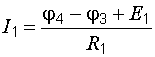 I₁ = (φ₄ − φ₃ + E₁) / R₁